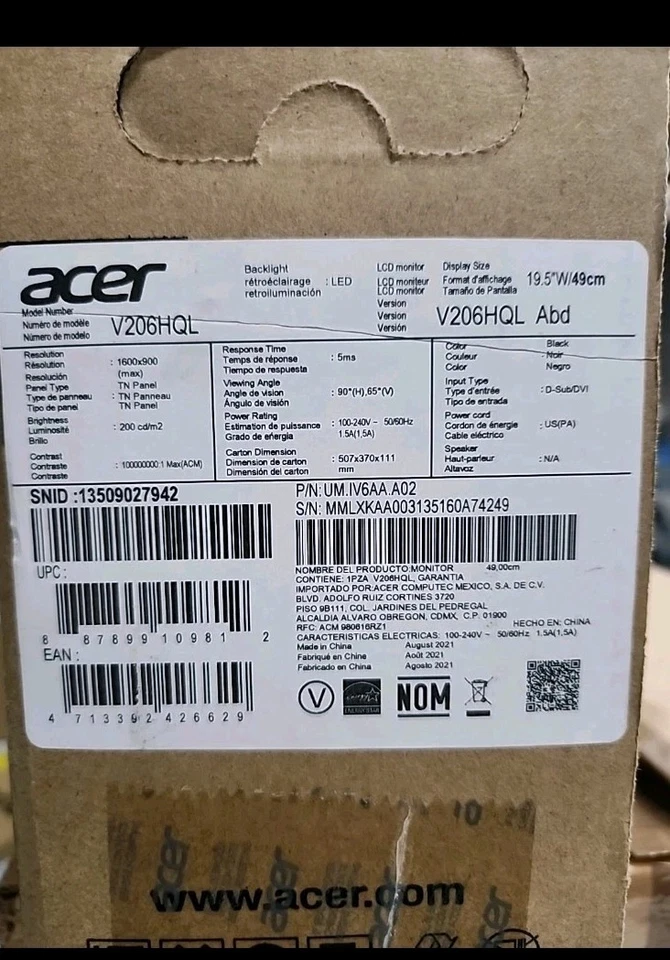 acer
Model Number
Numéro de modèle
Número de modelo
V206HQL
Backlight
rétroéclairage : LED
retroiluminación
LCD monitor
LCD moniteur
LCD monitor
Version
Version
Versión
Display Size
Format d'affichage
Tamaño de Pantalla
19.5"W/49cm
V206HQL Abd
Resolution
Résolution : 1600x900
Resolución (max)
Panel Type TN Panel
Type de panneau : TN Panneau
Tipo de panel TN Panel
Brightness
Luminosité : 200 cd/m2
Brillo
Contrast
Contraste : 100000000:1 Max(ACM)
Contraste
Response Time
Temps de réponse : 5ms
Tiempo de respuesta
Viewing Angle
Angle de vision : 90°(H),65°(V)
Ángulo de visión
Power Rating
Estimation de puissance : 100-240V ~ 50/60Hz
Grado de energía 1.5A(1,5A)
Carton Dimension
Dimension de carton : 507x370x111
Dimensión del carton mm
Color Black
Couleur : Noir
Color Negro
Input Type
Type d'entrée : D-Sub/DVI
Tipo de entrada
Power cord
Cordon de énergie : US(PA)
Cable eléctrico
Speaker
Haut-parleur : N/A
Altavoz
SNID :13509027942
P/N: UM.IV6AA.A02
S/N: MMLXKAA003135160A74249
UPC :
8 87899 10981 2
EAN :
4 713392 426629
NOMBRE DEL PRODUCTO:MONITOR 49,00cm
CONTIENE: 1PZA V206HQL, GARANTIA
IMPORTADO POR:ACER COMPUTEC MEXICO, S.A. DE C.V.
BLVD. ADOLFO RUIZ CORTINES 3720
PISO 9B111, COL. JARDINES DEL PEDREGAL
ALCALDIA ALVARO OBREGON, CDMX, C.P. 01900
RFC: ACM 980616RZ1 HECHO EN: CHINA
CARACTERISTICAS ELECTRICAS: 100-240V ~ 50/60Hz 1.5A(1,5A)
Made in China August 2021
Fabriqué en Chine Août 2021
Fabricado en China Agosto 2021
V
NOM
www.acer.com